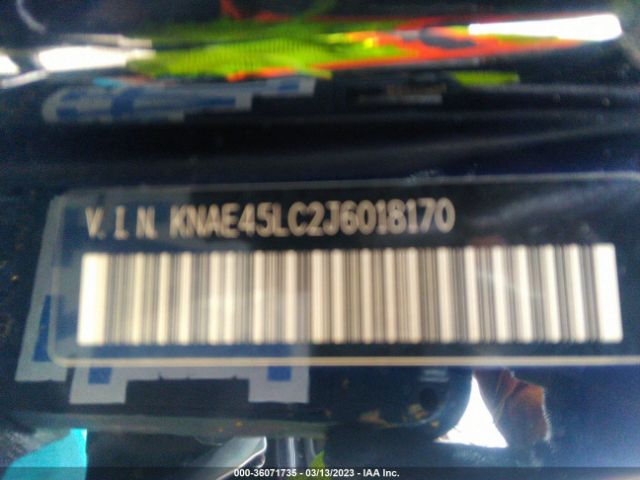 V.I.N. KNAE45LC2J6018170
000-36071735 - 03/13/2023 - IAA Inc.